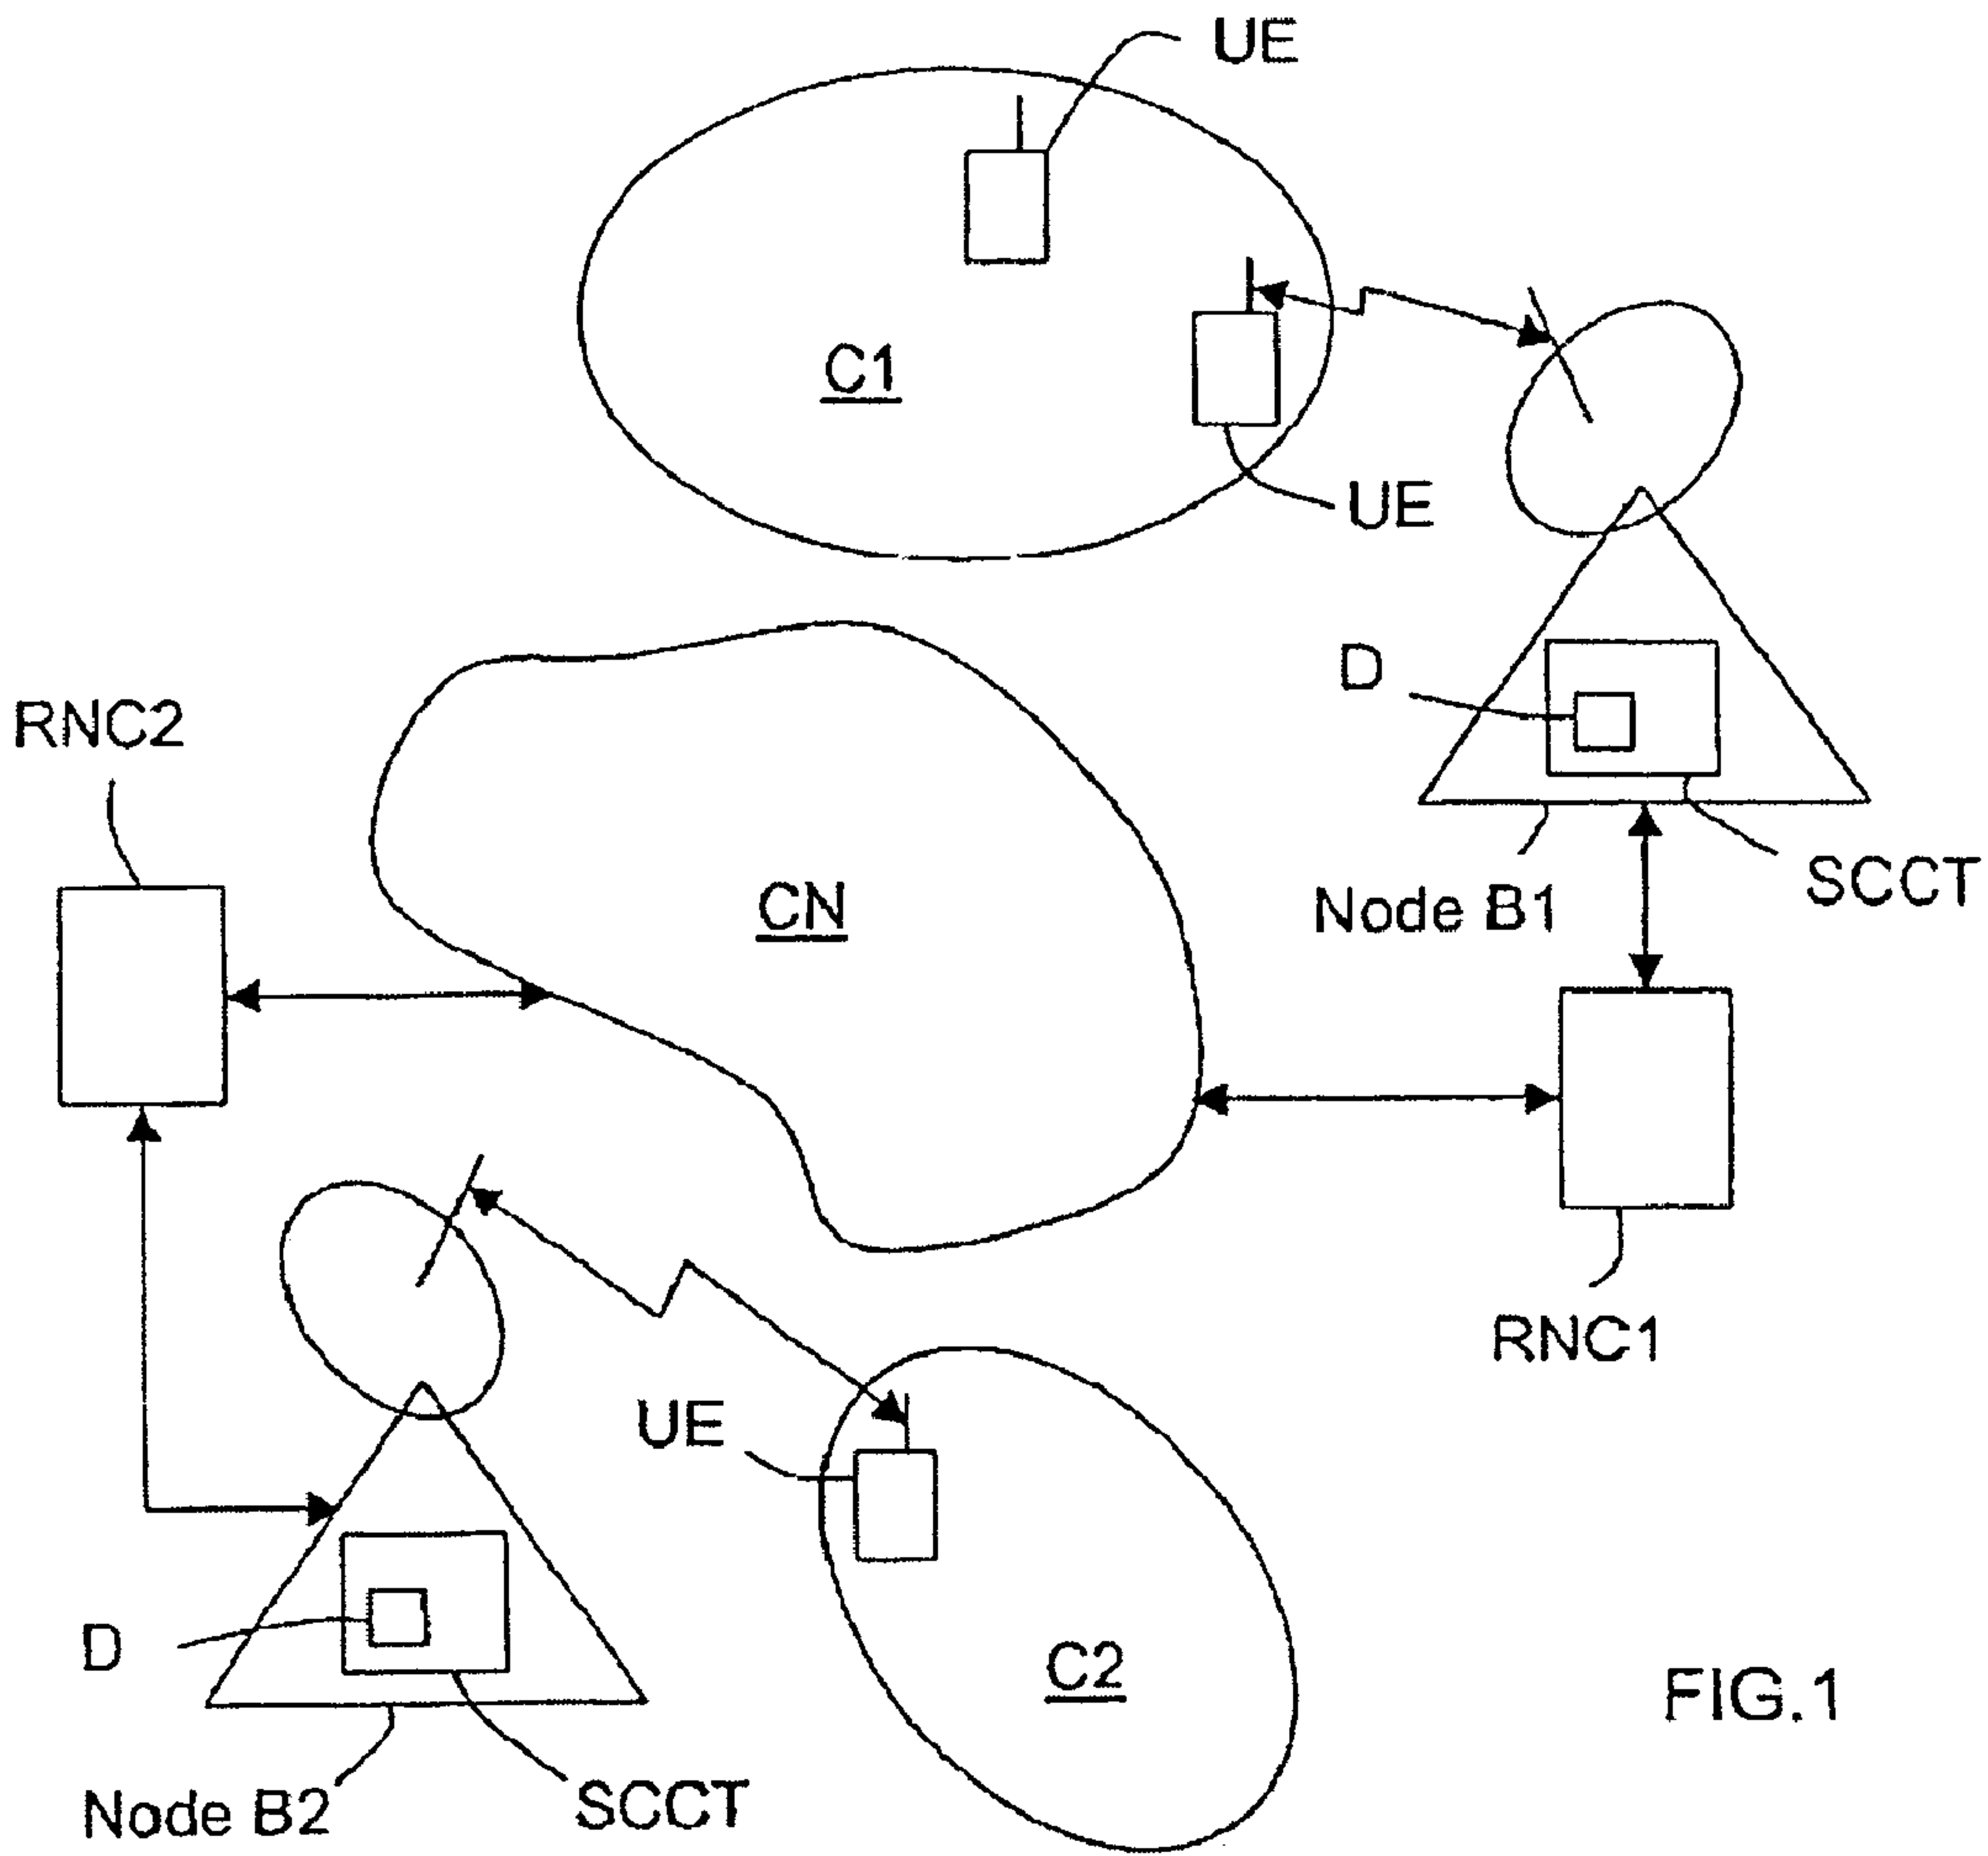 UE
C1
UE
D
RNC2
CN
SCCT
Node B1
RNC1
UE
D
C2
FIG.1
SCCT
Node B2